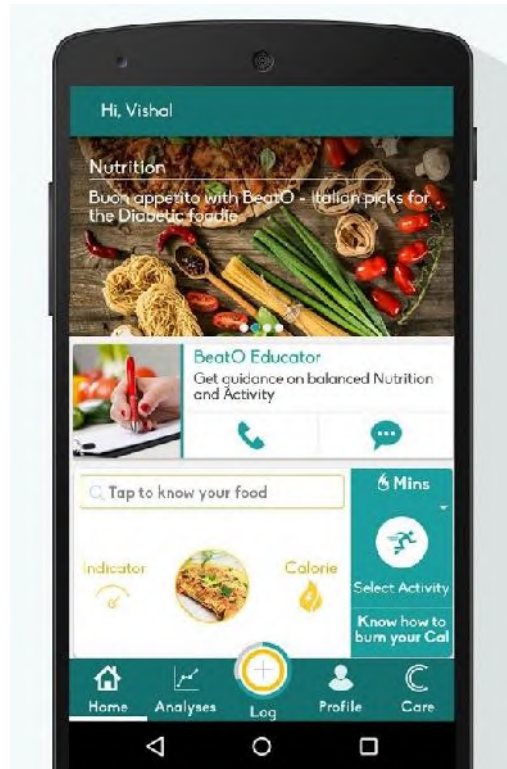 Hi, Vishal
Nutrition
Buon appetito with BeatO - Italian picks for
the Diabetic foodie
BeatO Educator
Get guidance on balanced Nutrition
and Activity
Tap to know your food
Mins
Indicator
Calorie
Select Activity
Know how to
burn your Cal
Home
Analyses
Log
Profile
Care